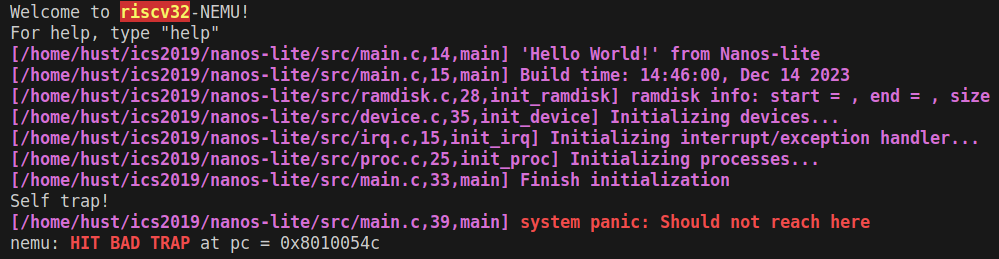 Welcome to riscv32-NEMU!
For help, type "help"
[/home/hust/ics2019/nanos-lite/src/main.c,14,main] 'Hello World!' from Nanos-lite
[/home/hust/ics2019/nanos-lite/src/main.c,15,main] Build time: 14:46:00, Dec 14 2023
[/home/hust/ics2019/nanos-lite/src/ramdisk.c,28,init_ramdisk] ramdisk info: start = , end = , size
[/home/hust/ics2019/nanos-lite/src/device.c,35,init_device] Initializing devices...
[/home/hust/ics2019/nanos-lite/src/irq.c,15,init_irq] Initializing interrupt/exception handler...
[/home/hust/ics2019/nanos-lite/src/proc.c,25,init_proc] Initializing processes...
[/home/hust/ics2019/nanos-lite/src/main.c,33,main] Finish initialization
Self trap!
[/home/hust/ics2019/nanos-lite/src/main.c,39,main] system panic: Should not reach here
nemu: HIT BAD TRAP at pc = 0x8010054c